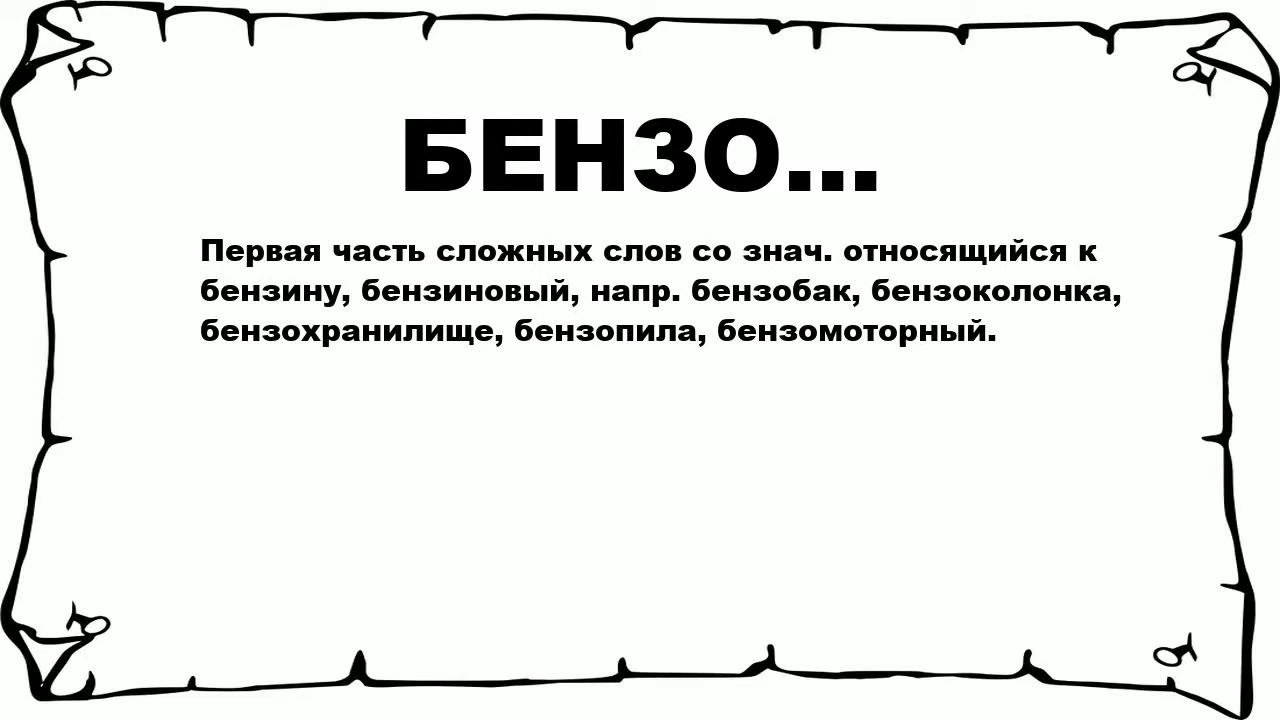 БЕНЗО...
Первая часть сложных слов со знач. относящийся к
бензину, бензиновый, напр. бензобак, бензоколонка,
бензохранилище, бензопила, бензомоторный.